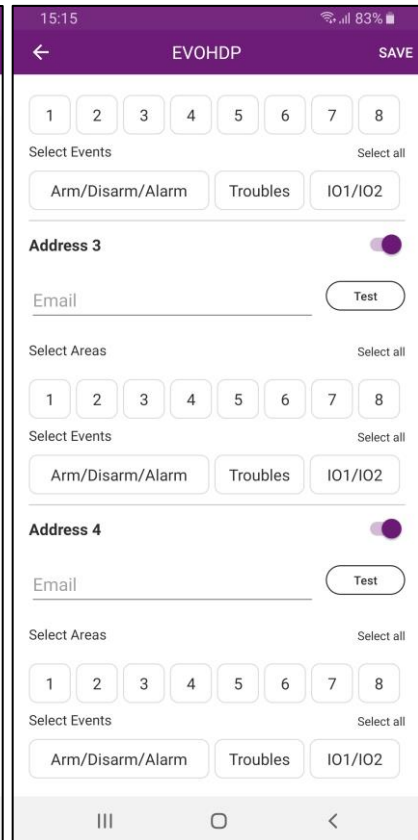 15:15 83%
EVOHDP SAVE
1 2 3 4 5 6 7 8
Select Events Select all
Arm/Disarm/Alarm Troubles IO1/IO2
Address 3
Email Test
Select Areas Select all
1 2 3 4 5 6 7 8
Select Events Select all
Arm/Disarm/Alarm Troubles IO1/IO2
Address 4
Email Test
Select Areas Select all
1 2 3 4 5 6 7 8
Select Events Select all
Arm/Disarm/Alarm Troubles IO1/IO2